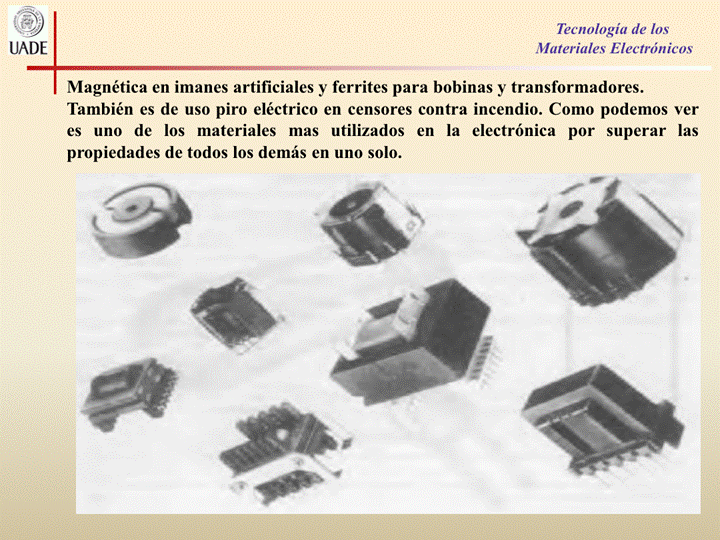 UADE
Tecnología de los
Materiales Electrónicos
Magnética en imanes artificiales y ferrites para bobinas y transformadores.
También es de uso piro eléctrico en censores contra incendio. Como podemos ver
es uno de los materiales mas utilizados en la electrónica por superar las
propiedades de todos los demás en uno solo.